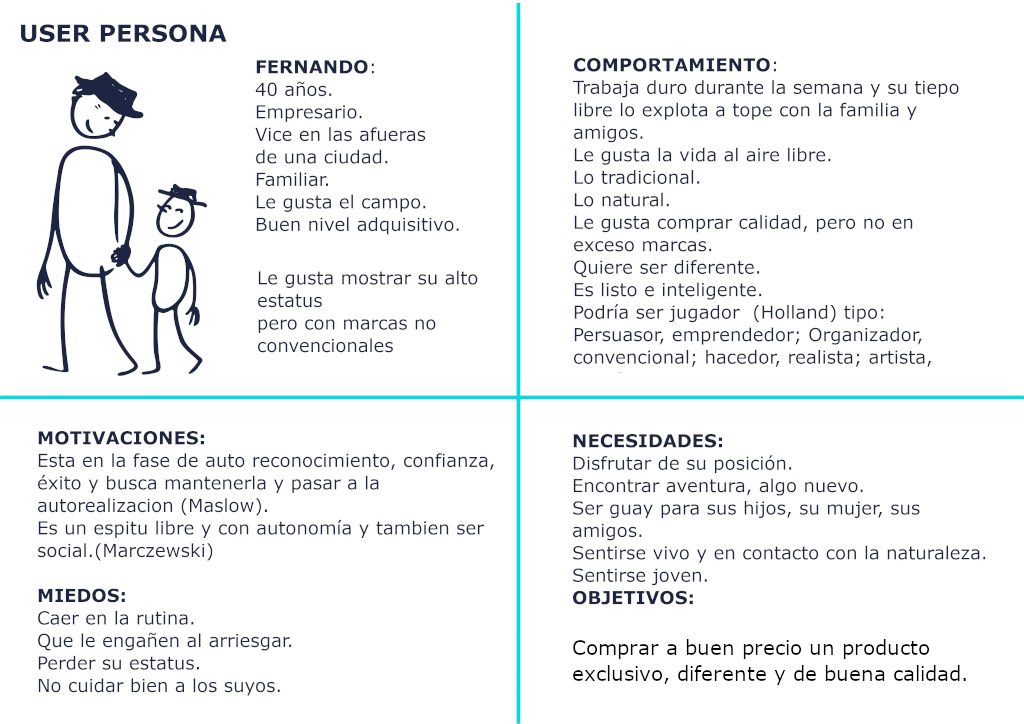 USER PERSONA
FERNANDO:
40 años.
Empresario.
Vice en las afueras
de una ciudad.
Familiar.
Le gusta el campo.
Buen nivel adquisitivo.
Le gusta mostrar su alto
estatus
pero con marcas no
convencionales
COMPORTAMIENTO:
Trabaja duro durante la semana y su tiepo
libre lo explota a tope con la familia y
amigos.
Le gusta la vida al aire libre.
Lo tradicional.
Lo natural.
Le gusta comprar calidad, pero no en
exceso marcas.
Quiere ser diferente.
Es listo e inteligente.
Podría ser jugador (Holland) tipo:
Persuasor, emprendedor; Organizador,
convencional; hacedor, realista; artista,
MOTIVACIONES:
Esta en la fase de auto reconocimiento, confianza,
éxito y busca mantenerla y pasar a la
autorealizacion (Maslow).
Es un espitu libre y con autonomía y tambien ser
social.(Marczewski)
MIEDOS:
Caer en la rutina.
Que le engañen al arriesgar.
Perder su estatus.
No cuidar bien a los suyos.
NECESIDADES:
Disfrutar de su posición.
Encontrar aventura, algo nuevo.
Ser guay para sus hijos, su mujer, sus
amigos.
Sentirse vivo y en contacto con la naturaleza.
Sentirse joven.
OBJETIVOS:
Comprar a buen precio un producto
exclusivo, diferente y de buena calidad.